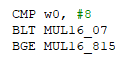 CMP w0, #8
BLT MUL16_07
BGE MUL16_815